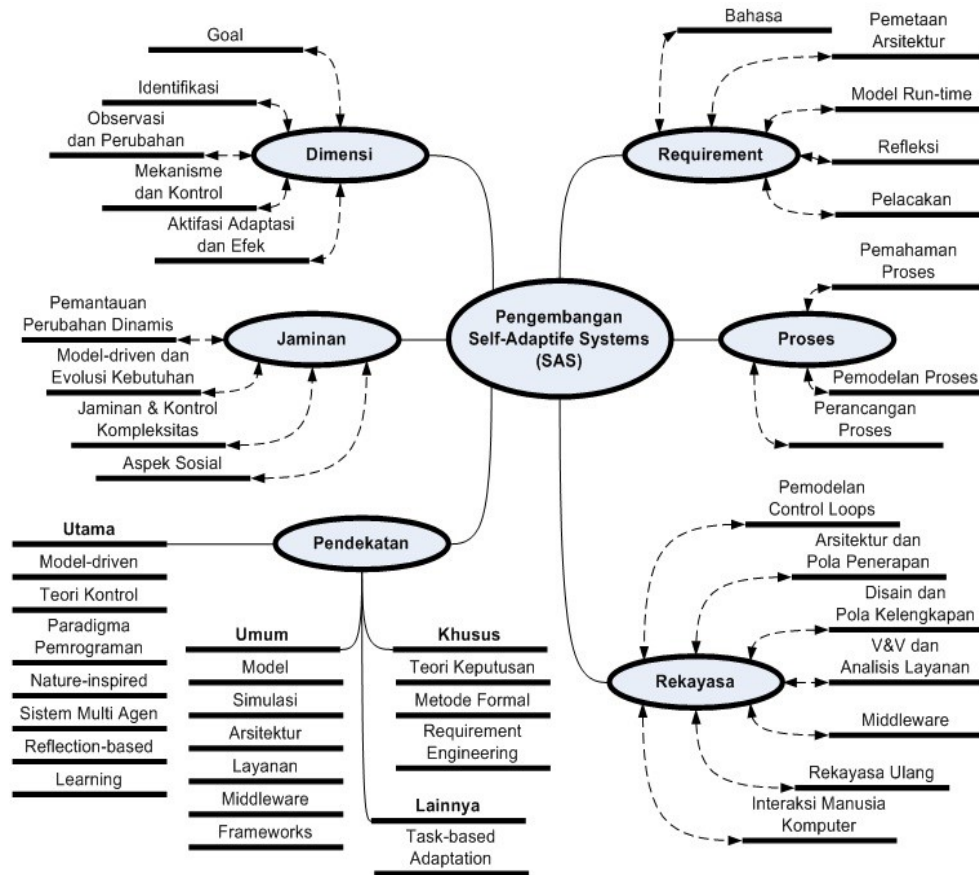 Goal
Identifikasi
Observasi
dan Perubahan
Mekanisme
dan Kontrol
Aktifasi Adaptasi
dan Efek
Dimensi
Bahasa
Pemetaan
Arsitektur
Model Run-time
Refleksi
Pelacakan
Requirement
Pengembangan
Self-Adaptife Systems
(SAS)
Pemantauan
Perubahan Dinamis
Model-driven dan
Evolusi Kebutuhan
Jaminan & Kontrol
Kompleksitas
Aspek Sosial
Jaminan
Pemahaman
Proses
Proses
Pemodelan Proses
Perancangan
Proses
Pendekatan
Utama
Model-driven
Teori Kontrol
Paradigma
Pemrograman
Nature-inspired
Sistem Multi Agen
Reflection-based
Learning
Umum
Model
Simulasi
Arsitektur
Layanan
Middleware
Frameworks
Khusus
Teori Keputusan
Metode Formal
Requirement
Engineering
Lainnya
Task-based
Adaptation
Pemodelan
Control Loops
Arsitektur dan
Pola Penerapan
Disain dan
Pola Kelengkapan
V&V dan
Analisis Layanan
Rekayasa
Middleware
Rekayasa Ulang
Interaksi Manusia
Komputer